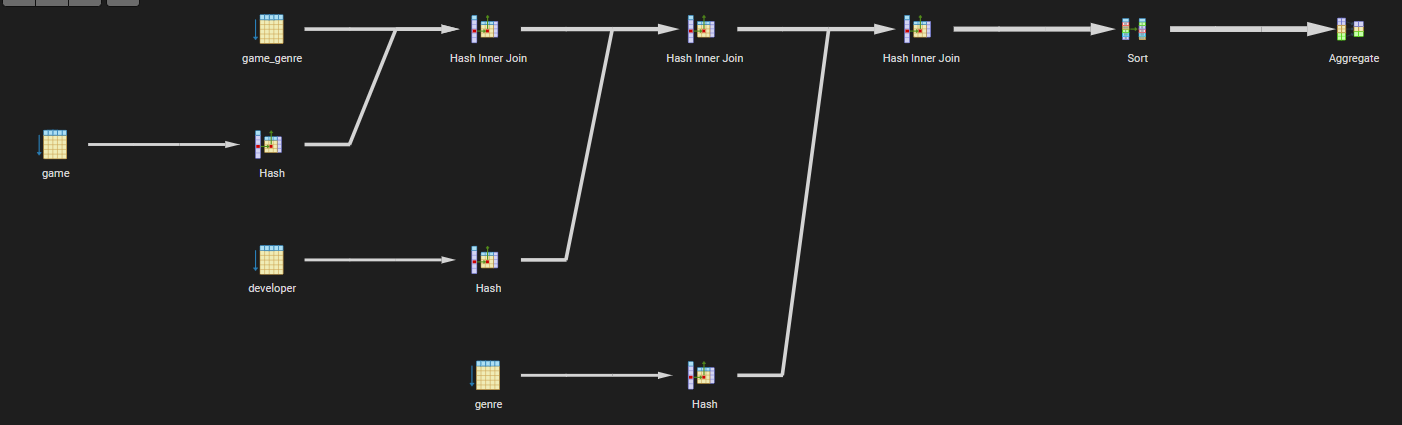 game_genre
Hash Inner Join
Hash Inner Join
Hash Inner Join
Sort
Aggregate
game
Hash
developer
Hash
genre
Hash